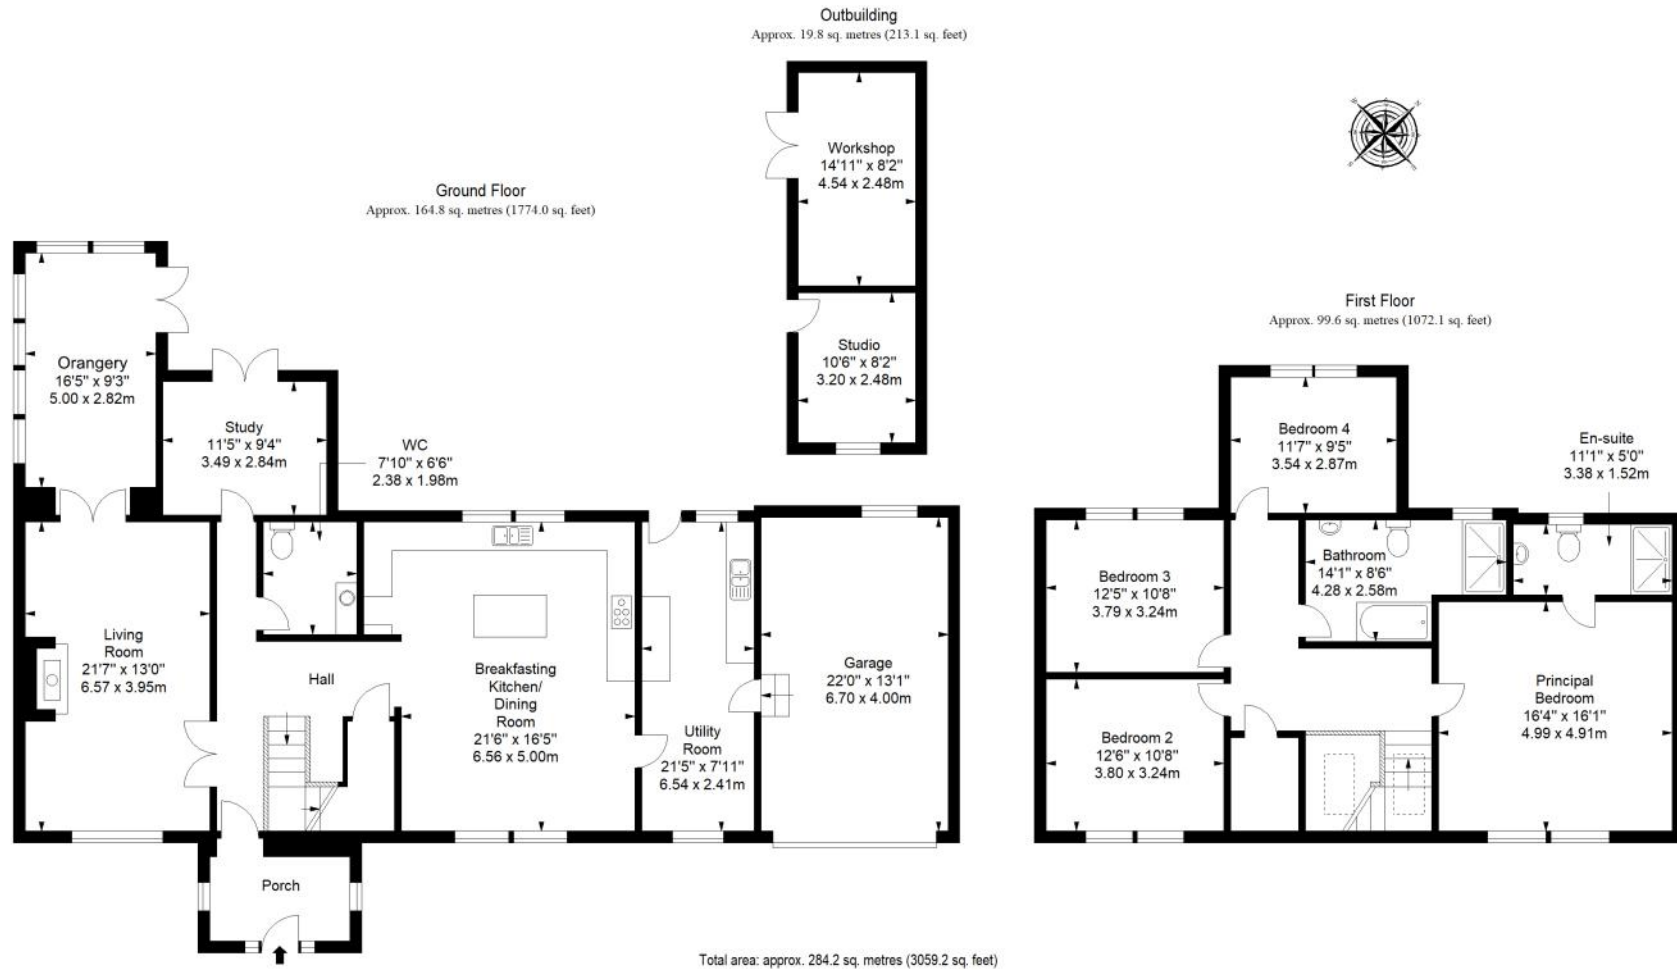 Outbuilding
Approx. 19.8 sq. metres (213.1 sq. feet)
Workshop
14'11" x 8'2"
4.54 x 2.48m
Studio
10'6" x 8'2"
3.20 x 2.48m
Ground Floor
Approx. 164.8 sq. metres (1774.0 sq. feet)
Orangery
16'5" x 9'3"
5.00 x 2.82m
Study
11'5" x 9'4"
3.49 x 2.84m
WC
7'10" x 6'6"
2.38 x 1.98m
Living
Room
21'7" x 13'0"
6.57 x 3.95m
Hall
Breakfasting
Kitchen/
Dining
Room
21'6" x 16'5"
6.56 x 5.00m
Utility
Room
21'5" x 7'11"
6.54 x 2.41m
Garage
22'0" x 13'1"
6.70 x 4.00m
Porch
First Floor
Approx. 99.6 sq. metres (1072.1 sq. feet)
Bedroom 4
11'7" x 9'5"
3.54 x 2.87m
En-suite
11'1" x 5'0"
3.38 x 1.52m
Bedroom 3
12'5" x 10'8"
3.79 x 3.24m
Bathroom
14'1" x 8'6"
4.28 x 2.58m
Bedroom 2
12'6" x 10'8"
3.80 x 3.24m
Principal
Bedroom
16'4" x 16'1"
4.99 x 4.91m
Total area: approx. 284.2 sq. metres (3059.2 sq. feet)